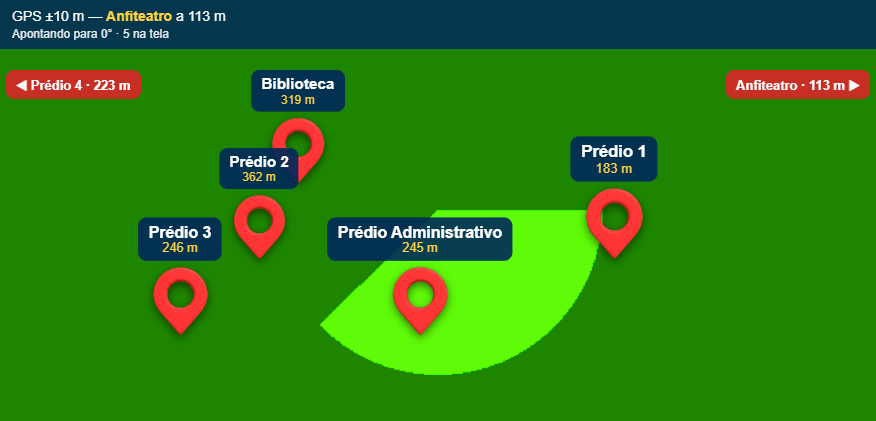 GPS ±10 m — Anfiteatro a 113 m
Apontando para 0° · 5 na tela
◀ Prédio 4 · 223 m
Anfiteatro · 113 m ▶
Biblioteca
319 m
Prédio 1
183 m
Prédio 2
362 m
Prédio 3
246 m
Prédio Administrativo
245 m